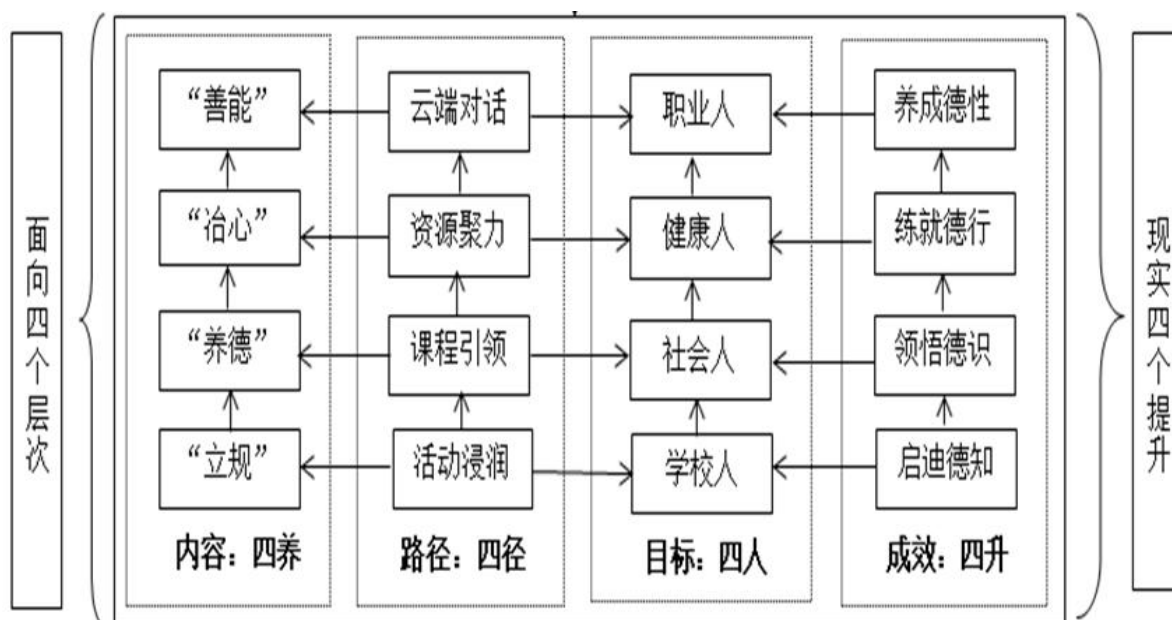 面向四个层次
“善能”
云端对话
职业人
养成德性
“治心”
资源聚力
健康人
练就德行
“养德”
课程引领
社会人
领悟德识
“立规”
活动浸润
学校人
启迪德知
内容：四养
路径：四径
目标：四人
成效：四升
现实四个提升